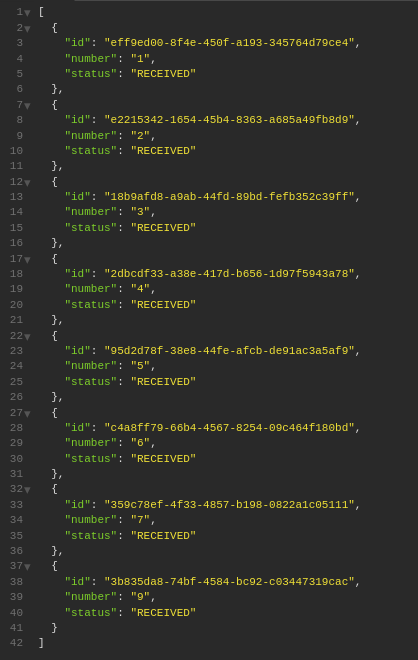 1 [
2 {
3 "id": "eff9ed00-8f4e-450f-a193-345764d79ce4",
4 "number": "1",
5 "status": "RECEIVED"
6 },
7 {
8 "id": "e2215342-1654-45b4-8363-a685a49fb8d9",
9 "number": "2",
10 "status": "RECEIVED"
11 },
12 {
13 "id": "18b9afd8-a9ab-44fd-89bd-fefb352c39ff",
14 "number": "3",
15 "status": "RECEIVED"
16 },
17 {
18 "id": "2dbcdf33-a38e-417d-b656-1d97f5943a78",
19 "number": "4",
20 "status": "RECEIVED"
21 },
22 {
23 "id": "95d2d78f-38e8-44fe-afcb-de91ac3a5af9",
24 "number": "5",
25 "status": "RECEIVED"
26 },
27 {
28 "id": "c4a8ff79-66b4-4567-8254-09c464f180bd",
29 "number": "6",
30 "status": "RECEIVED"
31 },
32 {
33 "id": "359c78ef-4f33-4857-b198-0822a1c05111",
34 "number": "7",
35 "status": "RECEIVED"
36 },
37 {
38 "id": "3b835da8-74bf-4584-bc92-c03447319cac",
39 "number": "9",
40 "status": "RECEIVED"
41 }
42 ]